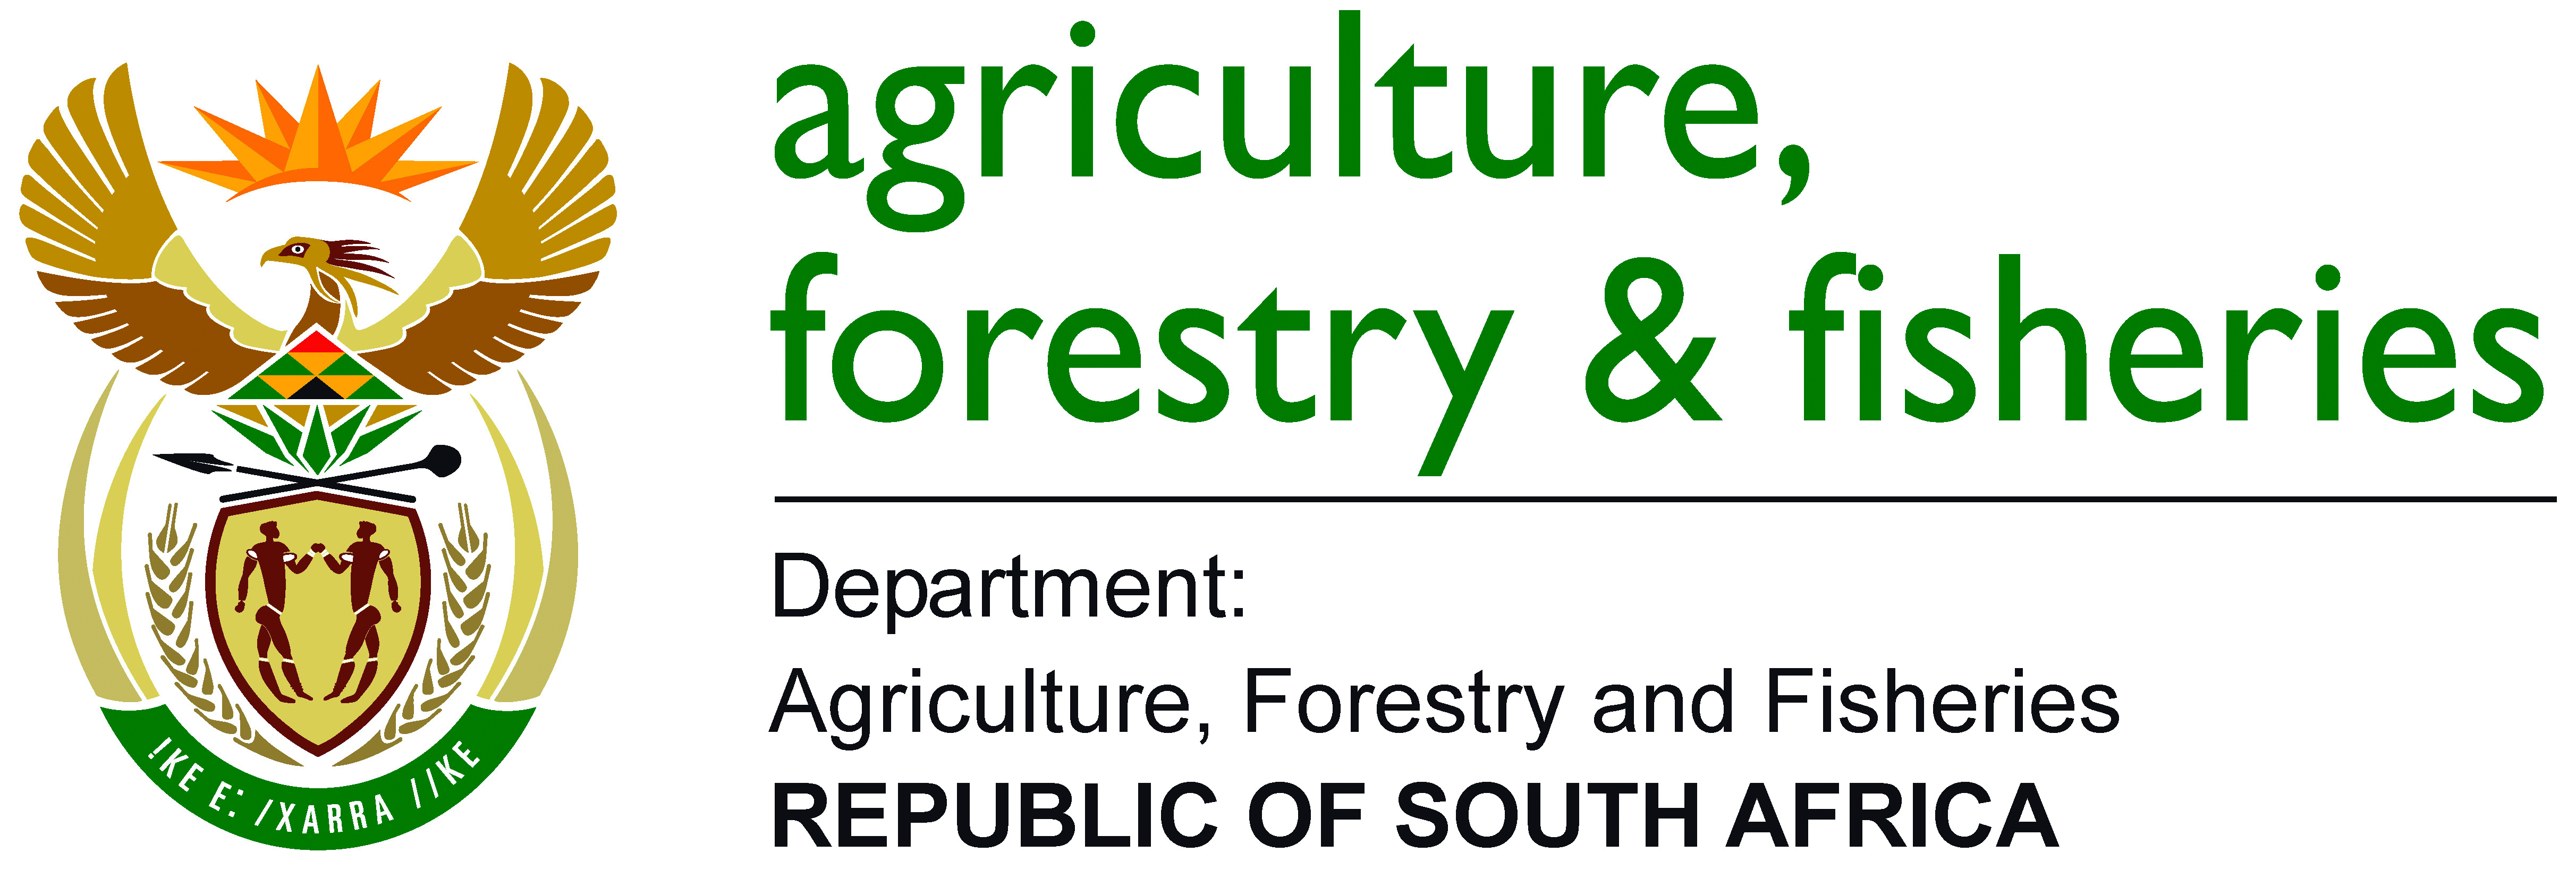 agriculture,
forestry & fisheries
Department:
Agriculture, Forestry and Fisheries
REPUBLIC OF SOUTH AFRICA
!KE E: /XARRA //KE